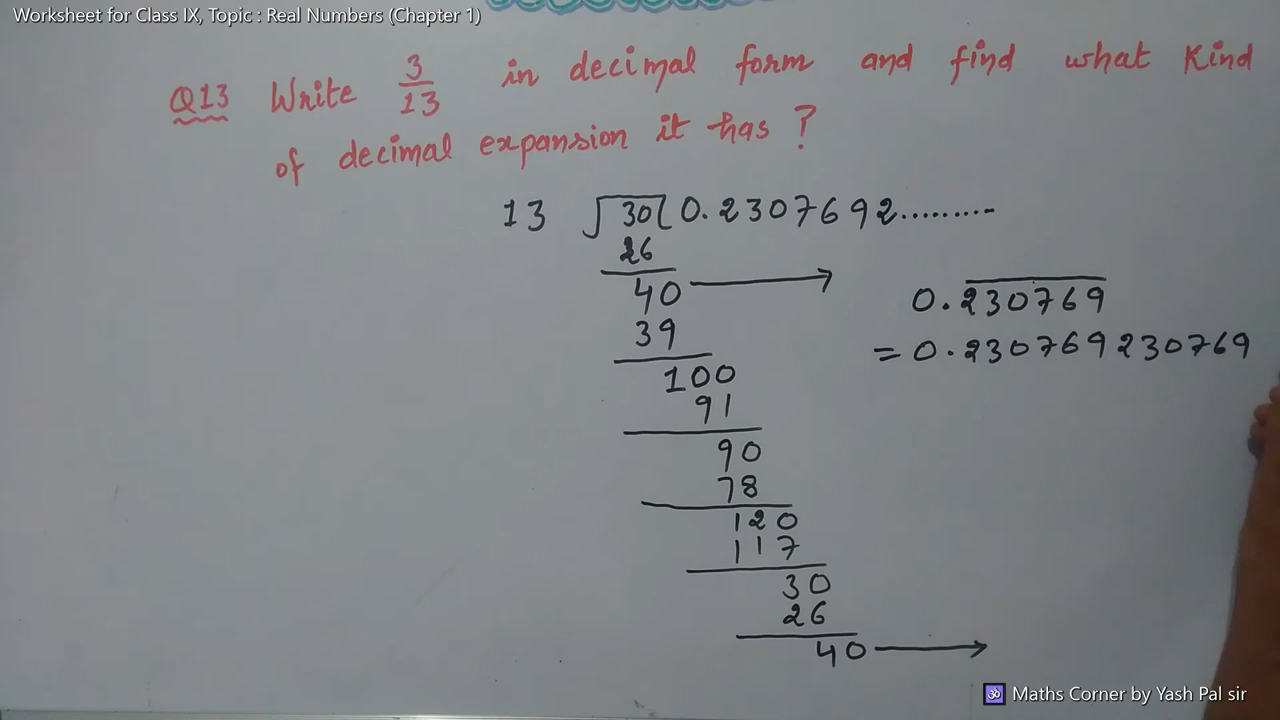 Worksheet for Class IX, Topic : Real Numbers (Chapter 1)
Q13 Write 3/13 in decimal form and find what kind
of decimal expansion it has ?
13 30 0.2307692.........
26
40
0.230769
39
= 0.230769230769
100
91
90
78
120
117
30
26
40
ॐ Maths Corner by Yash Pal sir